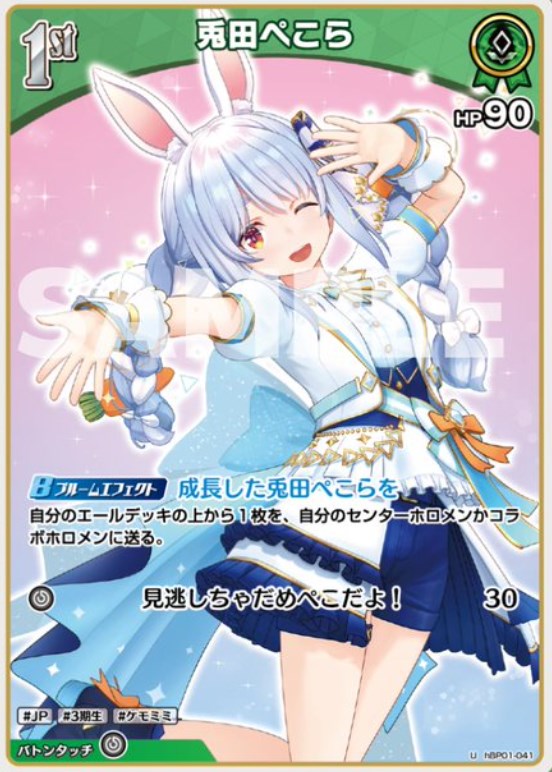 1st
兎田ぺこら
HP90
SAMPLE
Bブルームエフェクト 成長した兎田ぺこらを
自分のエールデッキの上から1枚を、自分のセンターホロメンかコラ
ボホロメンに送る。
見逃しちゃだめぺこだよ! 30
#JP #3期生 #ケモミミ
バトンタッチ
U hBP01-041